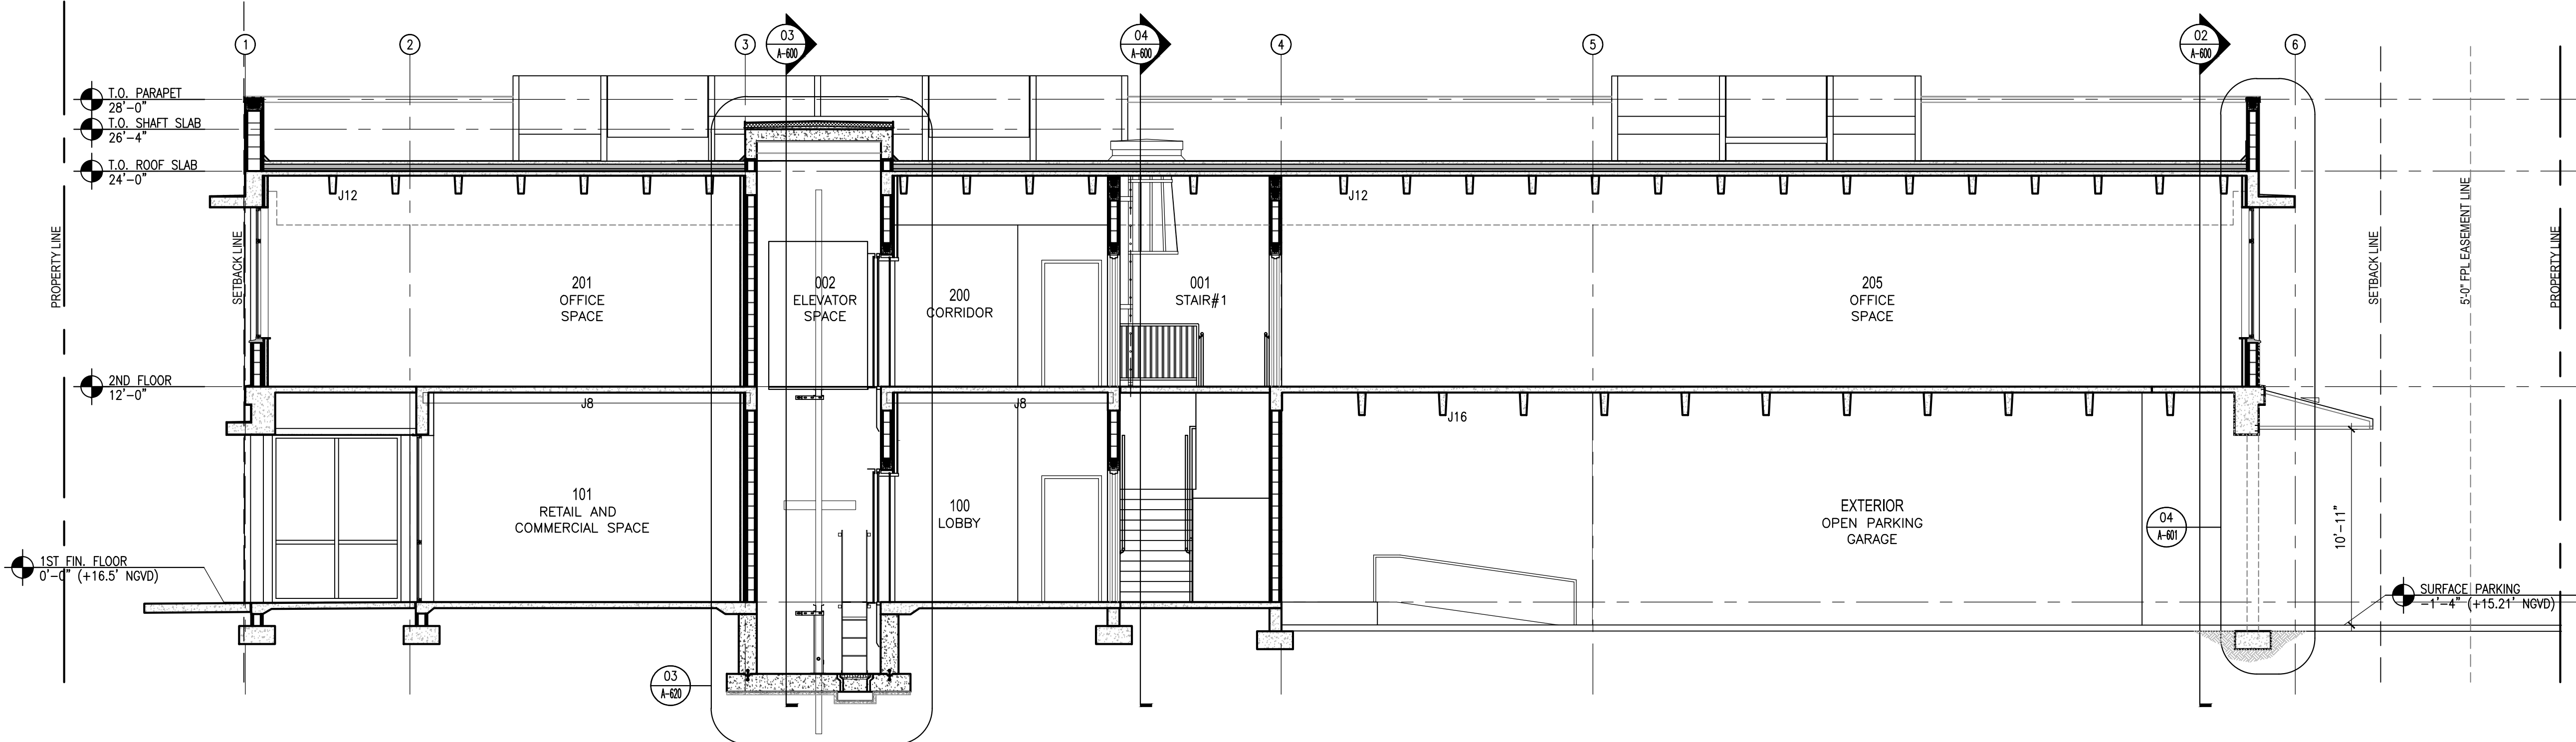 1
2
3
03
A-600
04
A-600
4
5
02
A-600
6
T.O. PARAPET
28'-0"
T.O. SHAFT SLAB
26'-4"
T.O. ROOF SLAB
24'-0"
J12
J12
PROPERTY LINE
SETBACK LINE
201
OFFICE
SPACE
002
ELEVATOR
SPACE
200
CORRIDOR
001
STAIR#1
205
OFFICE
SPACE
SETBACK LINE
5'-0" FPL EASEMENT LINE
PROPERTY LINE
2ND FLOOR
12'-0"
J8
J8
J16
101
RETAIL AND
COMMERCIAL SPACE
100
LOBBY
EXTERIOR
OPEN PARKING
GARAGE
04
A-601
10'-11"
1ST FIN. FLOOR
0'-0" (+16.5' NGVD)
SURFACE PARKING
-1'-4" (+15.21' NGVD)
03
A-620